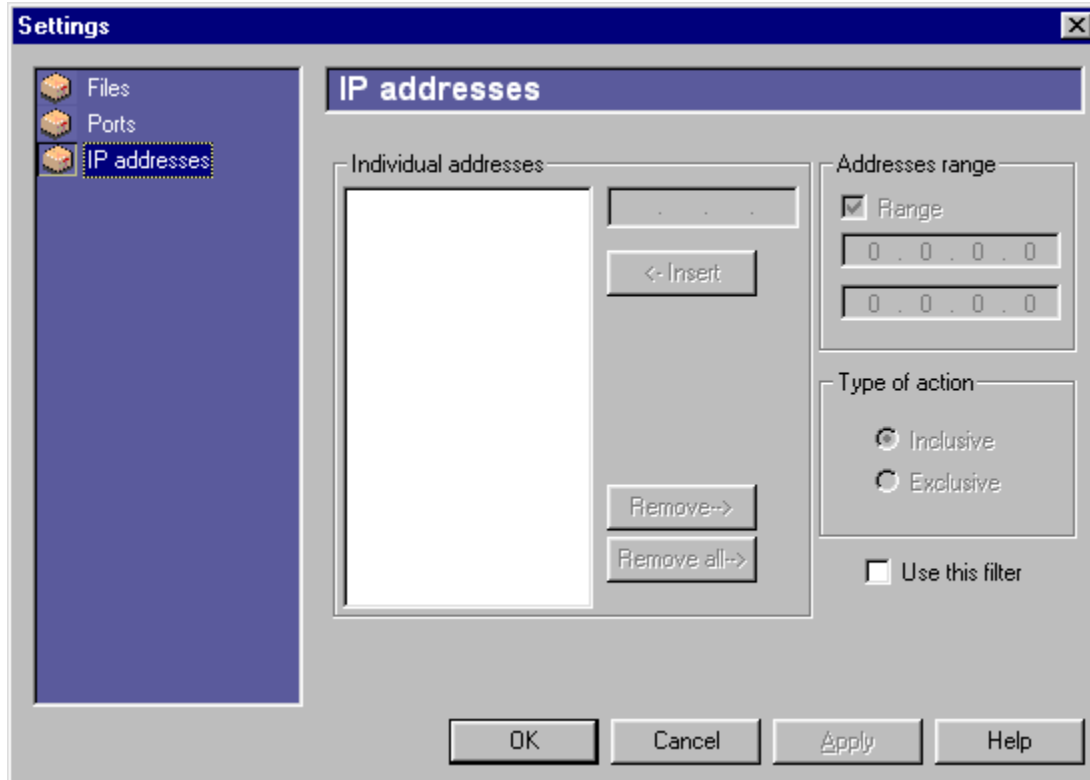 Settings
Files
Ports
IP addresses
IP addresses
Individual addresses
. . .
<- Insert
Remove-->
Remove all-->
Addresses range
Range
0 . 0 . 0 . 0
0 . 0 . 0 . 0
Type of action
Inclusive
Exclusive
Use this filter
OK
Cancel
Apply
Help